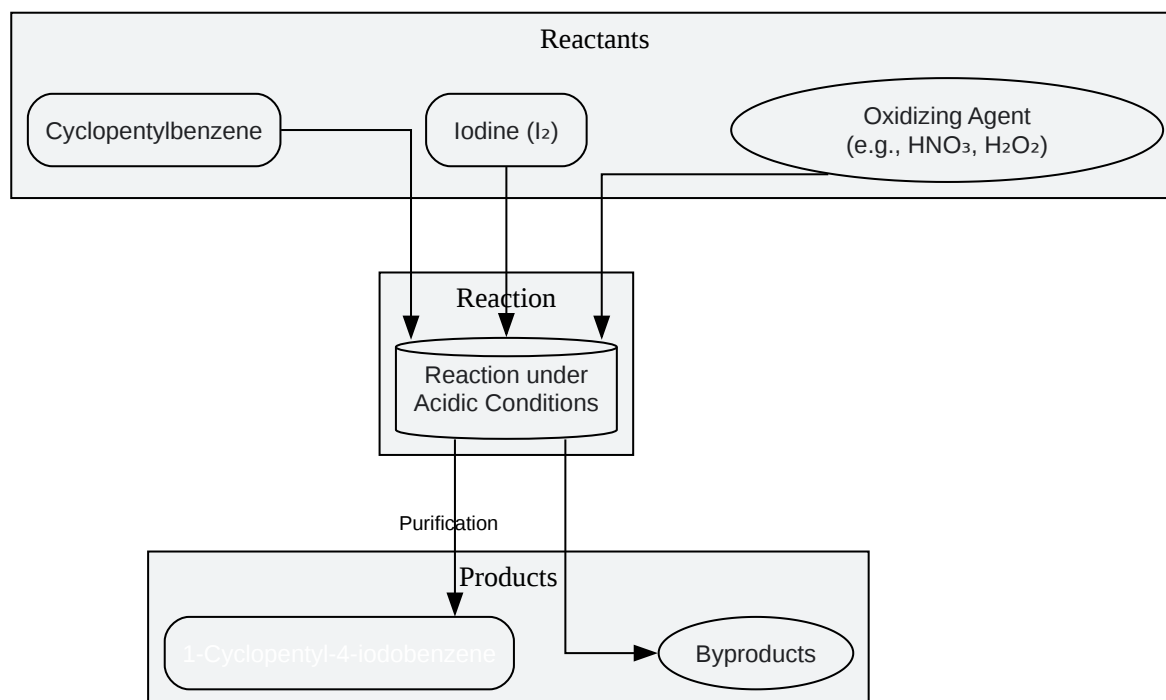 Reactants
Cyclopentylbenzene
Iodine (I₂)
Oxidizing Agent
(e.g., HNO₃, H₂O₂)
Reaction
Reaction under
Acidic Conditions
Purification
Products
1-Cyclopentyl-4-iodobenzene
Byproducts